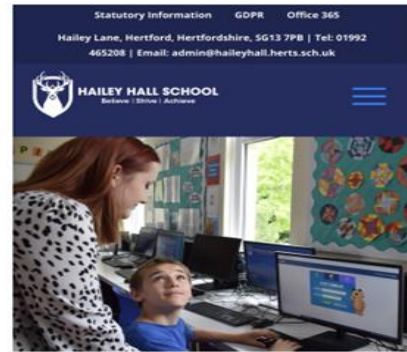 Statutory Information GDPR Office 365
Hailey Lane, Hertford, Hertfordshire, SG13 7PB | Tel: 01992
465208 | Email: admin@haileyhall.herts.sch.uk
HAILEY HALL SCHOOL
Believe | Strive | Achieve